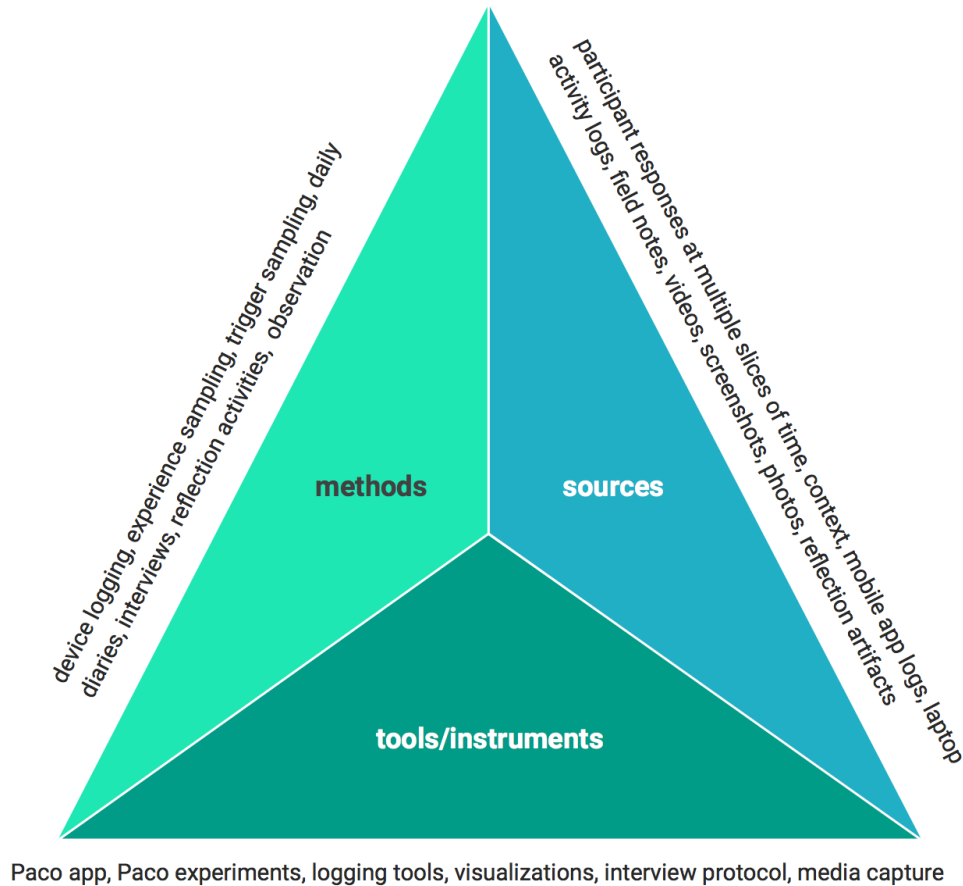 device logging, experience sampling, trigger sampling, daily
diaries, interviews, reflection activities, observation
participant responses at multiple slices of time, context, mobile app logs, laptop
activity logs, field notes, videos, screenshots, photos, reflection artifacts
methods
sources
tools/instruments
Paco app, Paco experiments, logging tools, visualizations, interview protocol, media capture